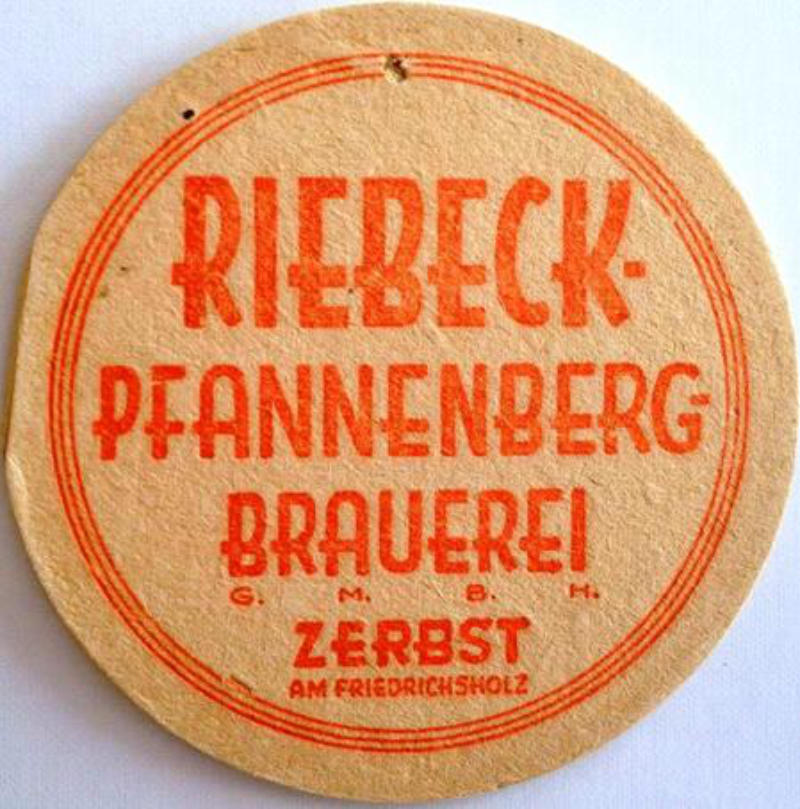 RIEBECK-
PFANNENBERG-
BRAUEREI
G. M. B. H.
ZERBST
AM FRIEDRICHSHOLZ